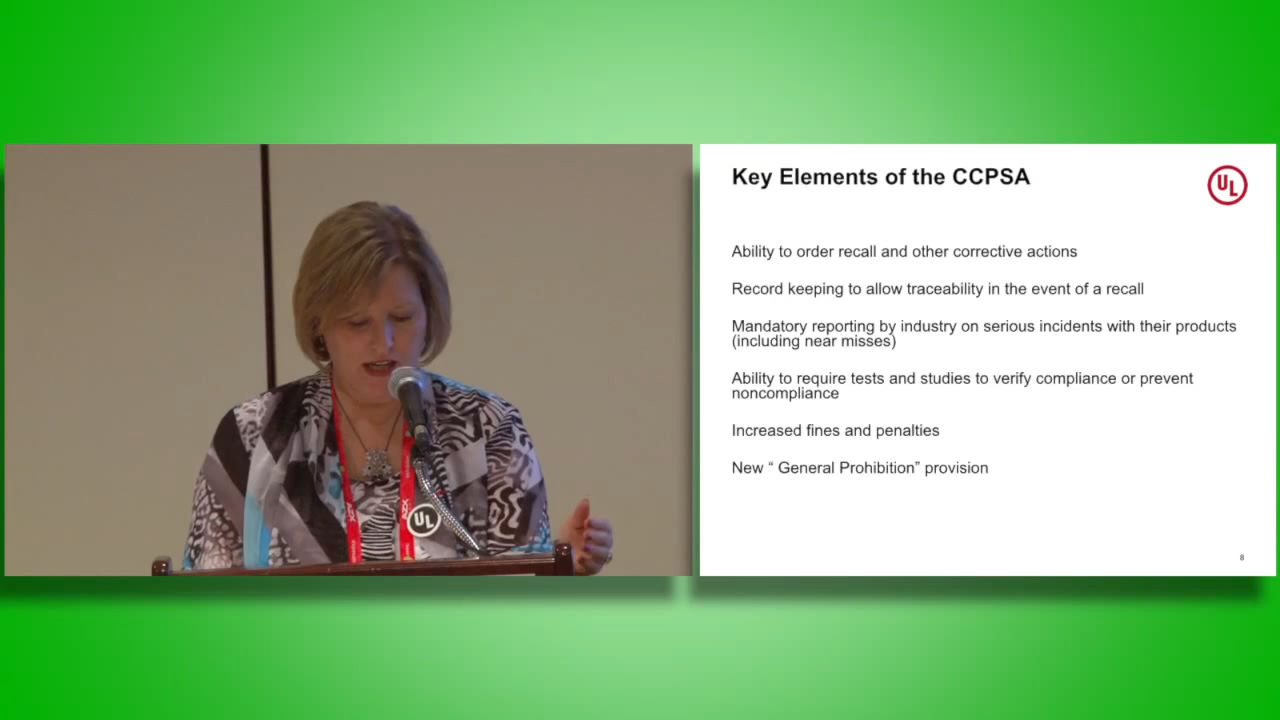 Key Elements of the CCPSA
UL
Ability to order recall and other corrective actions
Record keeping to allow traceability in the event of a recall
Mandatory reporting by industry on serious incidents with their products
(including near misses)
Ability to require tests and studies to verify compliance or prevent
noncompliance
Increased fines and penalties
New “ General Prohibition” provision
8
UL